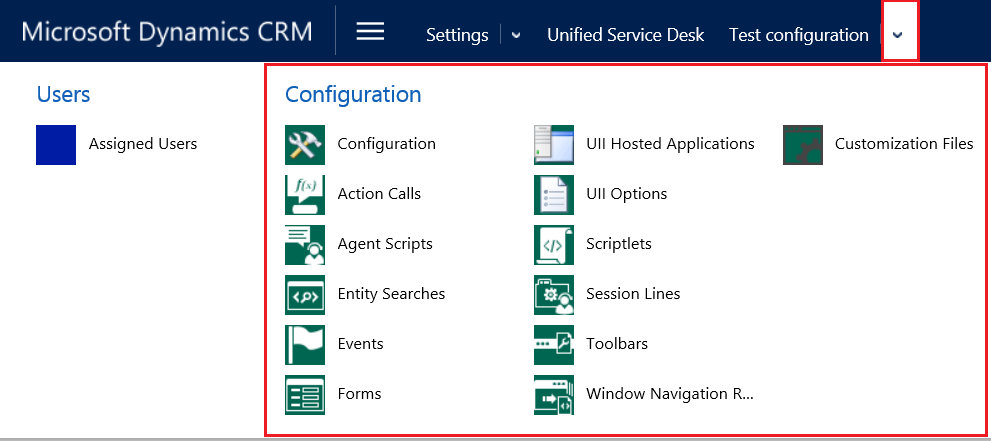 Microsoft Dynamics CRM
Settings
Unified Service Desk
Test configuration
Users
Assigned Users
Configuration
Configuration
Action Calls
f(x)
Agent Scripts
Entity Searches
Events
Forms
UII Hosted Applications
UII Options
Scriptlets
</>
Session Lines
Toolbars
Window Navigation R...
Customization Files